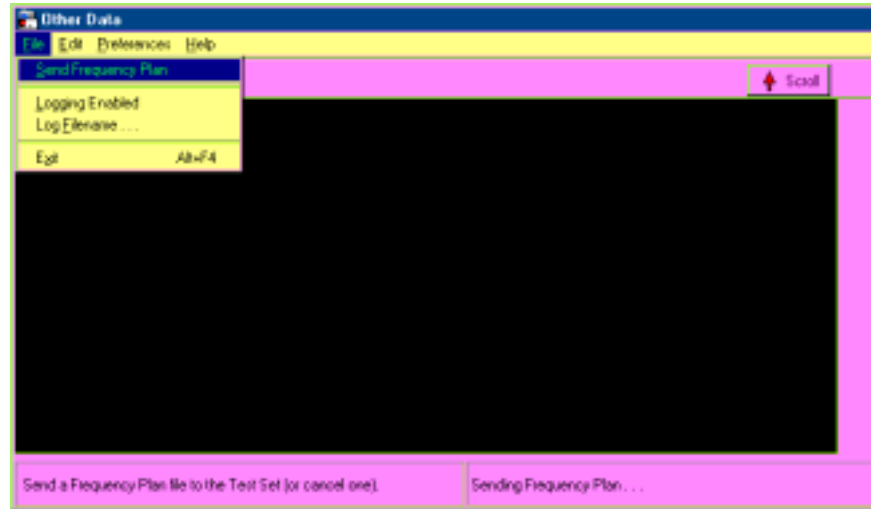 Other Data
File Edit Preferences Help
Send Frequency Plan
Scroll
Logging Enabled
Log Filename . . .
Exit Alt+F4
Send a Frequency Plan file to the Test Set (or cancel one).
Sending Frequency Plan . . .